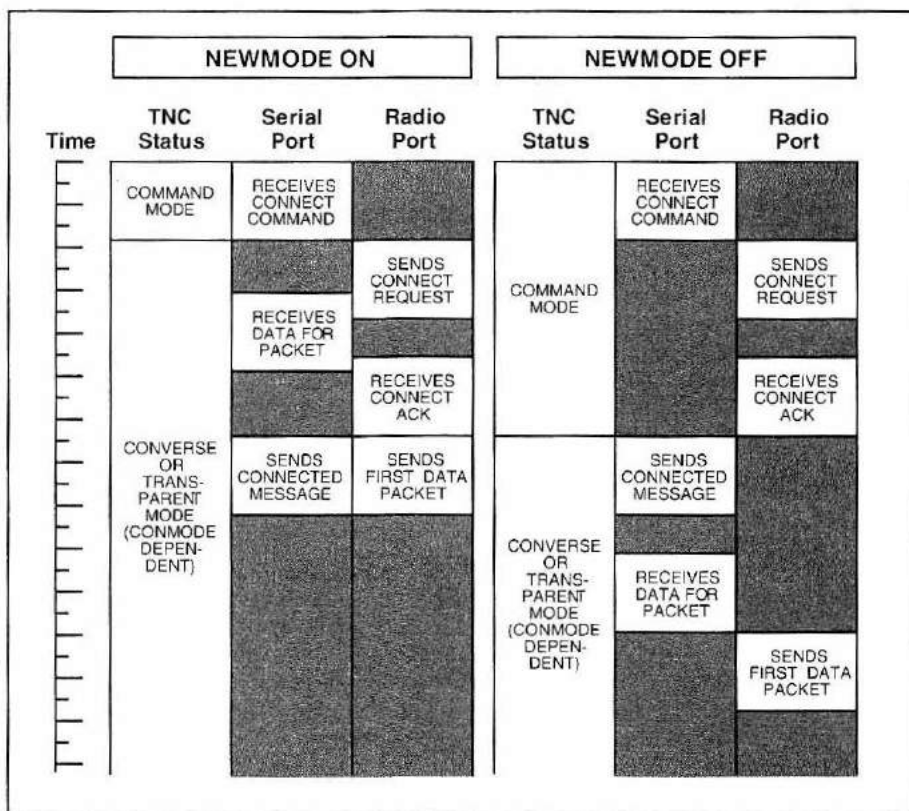 NEWMODE ON
NEWMODE OFF
Time
TNC
Status
Serial
Port
Radio
Port
TNC
Status
Serial
Port
Radio
Port
COMMAND
MODE
RECEIVES
CONNECT
COMMAND
SENDS
CONNECT
REQUEST
RECEIVES
DATA FOR
PACKET
RECEIVES
CONNECT
ACK
CONVERSE
OR
TRANS-
PARENT
MODE
(CONMODE
DEPEN-
DENT)
SENDS
CONNECTED
MESSAGE
SENDS
FIRST DATA
PACKET
COMMAND
MODE
RECEIVES
CONNECT
COMMAND
SENDS
CONNECT
REQUEST
RECEIVES
CONNECT
ACK
CONVERSE
OR
TRANS-
PARENT
MODE
(CONMODE
DEPEN-
DENT)
SENDS
CONNECTED
MESSAGE
RECEIVES
DATA FOR
PACKET
SENDS
FIRST DATA
PACKET